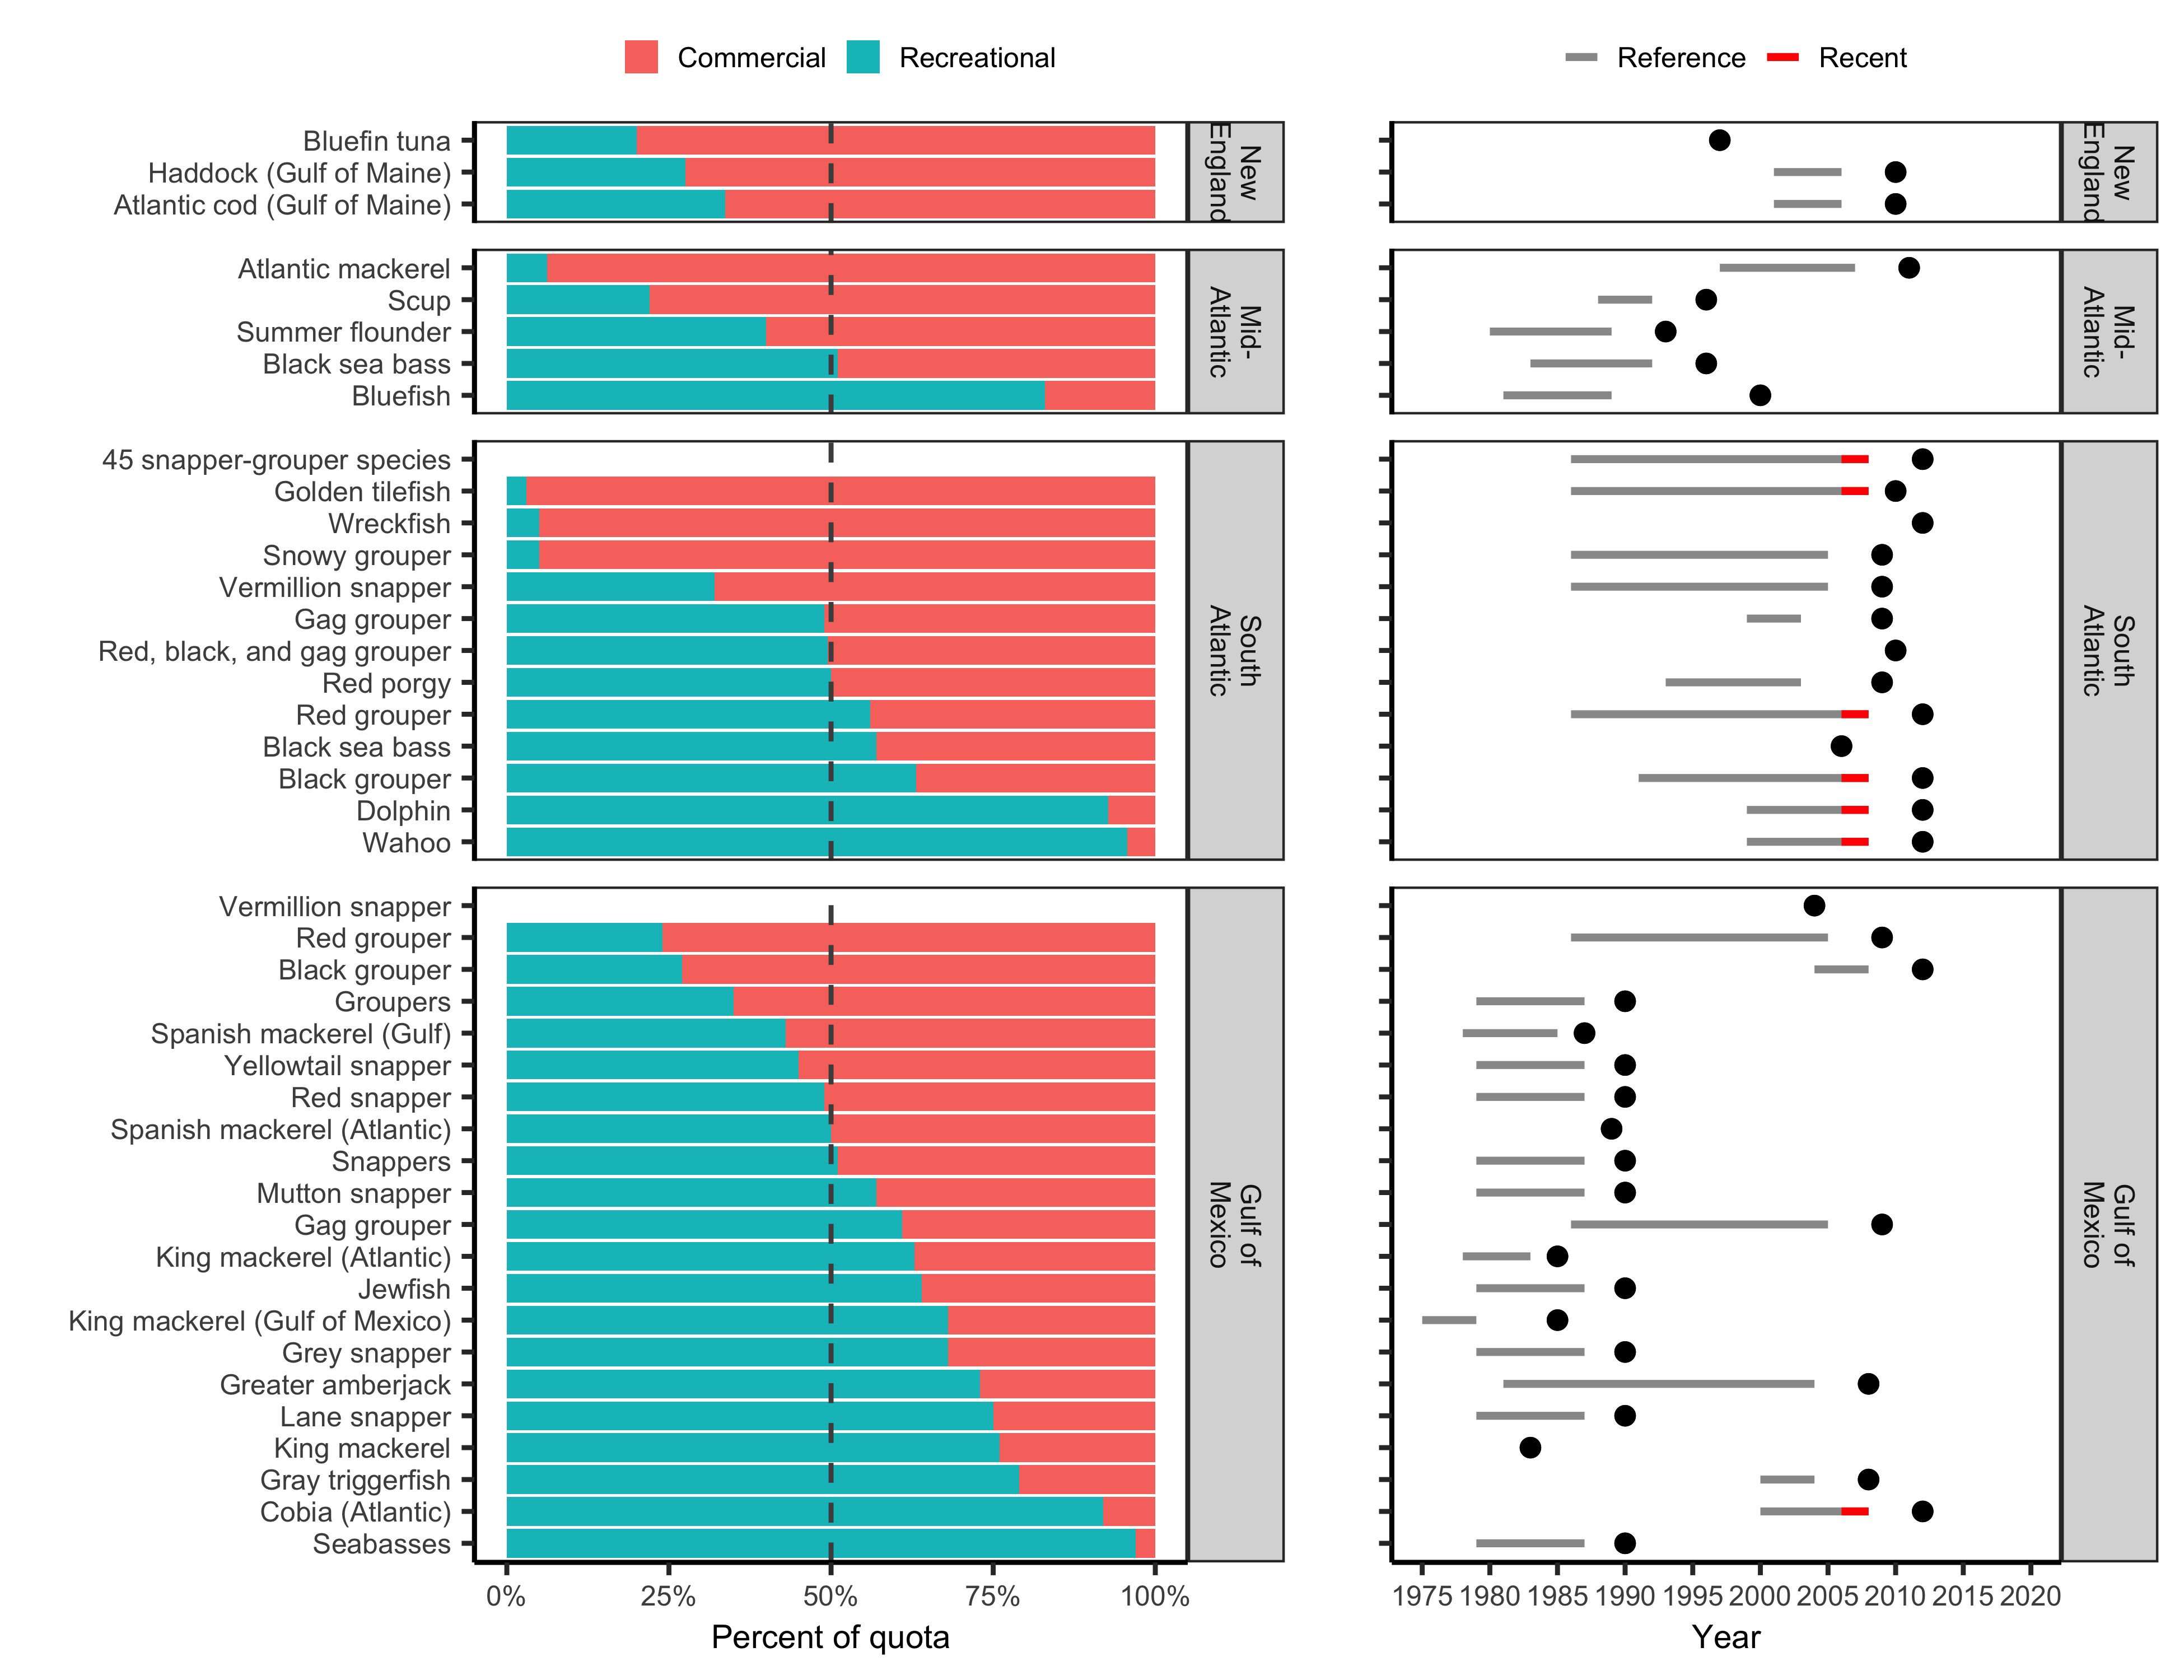 Commercial Recreational
Reference Recent
Bluefin tuna
Haddock (Gulf of Maine)
Atlantic cod (Gulf of Maine)
New
England
New
England
Atlantic mackerel
Scup
Summer flounder
Black sea bass
Bluefish
Mid-
Atlantic
Mid-
Atlantic
45 snapper-grouper species
Golden tilefish
Wreckfish
Snowy grouper
Vermillion snapper
Gag grouper
Red, black, and gag grouper
Red porgy
Red grouper
Black sea bass
Black grouper
Dolphin
Wahoo
South
Atlantic
South
Atlantic
Vermillion snapper
Red grouper
Black grouper
Groupers
Spanish mackerel (Gulf)
Yellowtail snapper
Red snapper
Spanish mackerel (Atlantic)
Snappers
Mutton snapper
Gag grouper
King mackerel (Atlantic)
Jewfish
King mackerel (Gulf of Mexico)
Grey snapper
Greater amberjack
Lane snapper
King mackerel
Gray triggerfish
Cobia (Atlantic)
Seabasses
Gulf of
Mexico
Gulf of
Mexico
0% 25% 50% 75% 100%
Percent of quota
1975 1980 1985 1990 1995 2000 2005 2010 2015 2020
Year